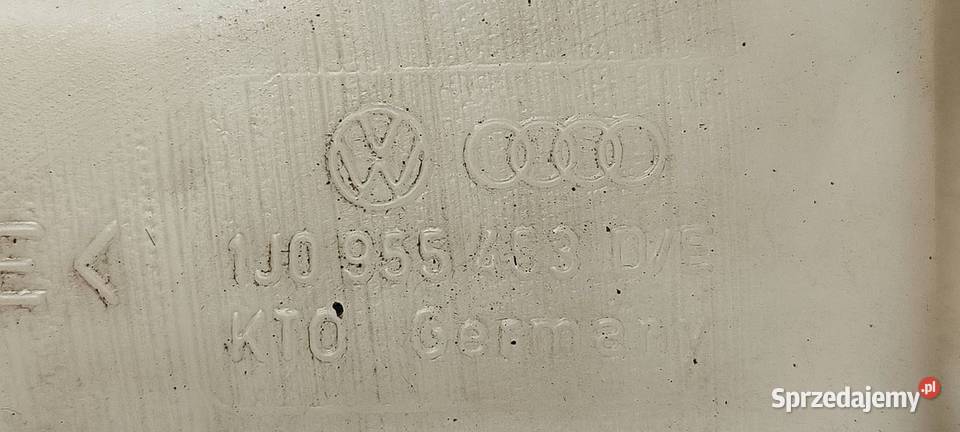 1J0 955 453 D/E
E<
KTO Germany
Sprzedajemy.pl